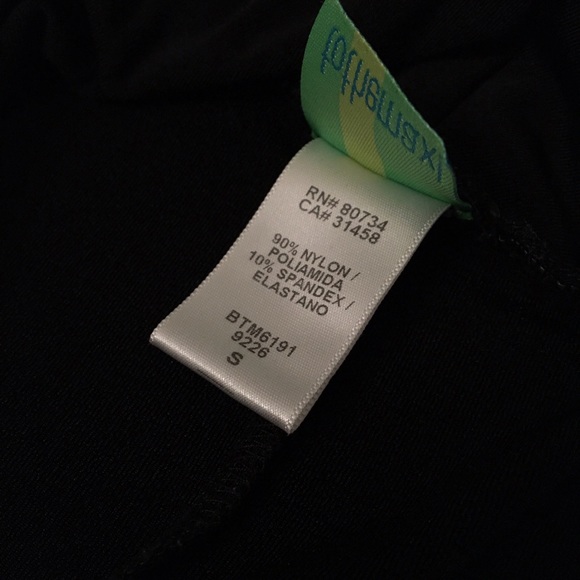 RN# 80734
CA# 31458
90% NYLON /
POLIAMIDA
10% SPANDEX /
ELASTANO
BTM6191
9226
S